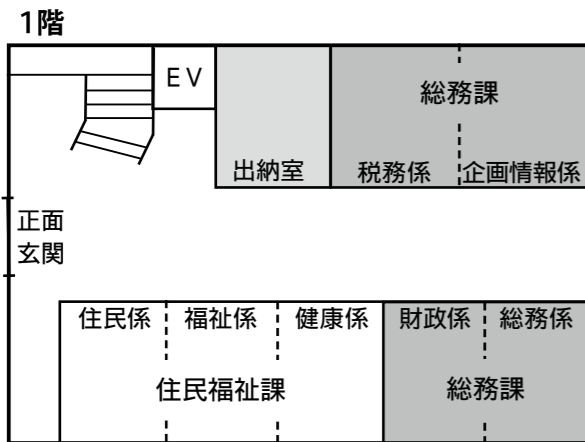 1階
EV
総務課
出納室
税務係
企画情報係
正面
玄関
住民係
福祉係
健康係
財政係
総務係
住民福祉課
総務課